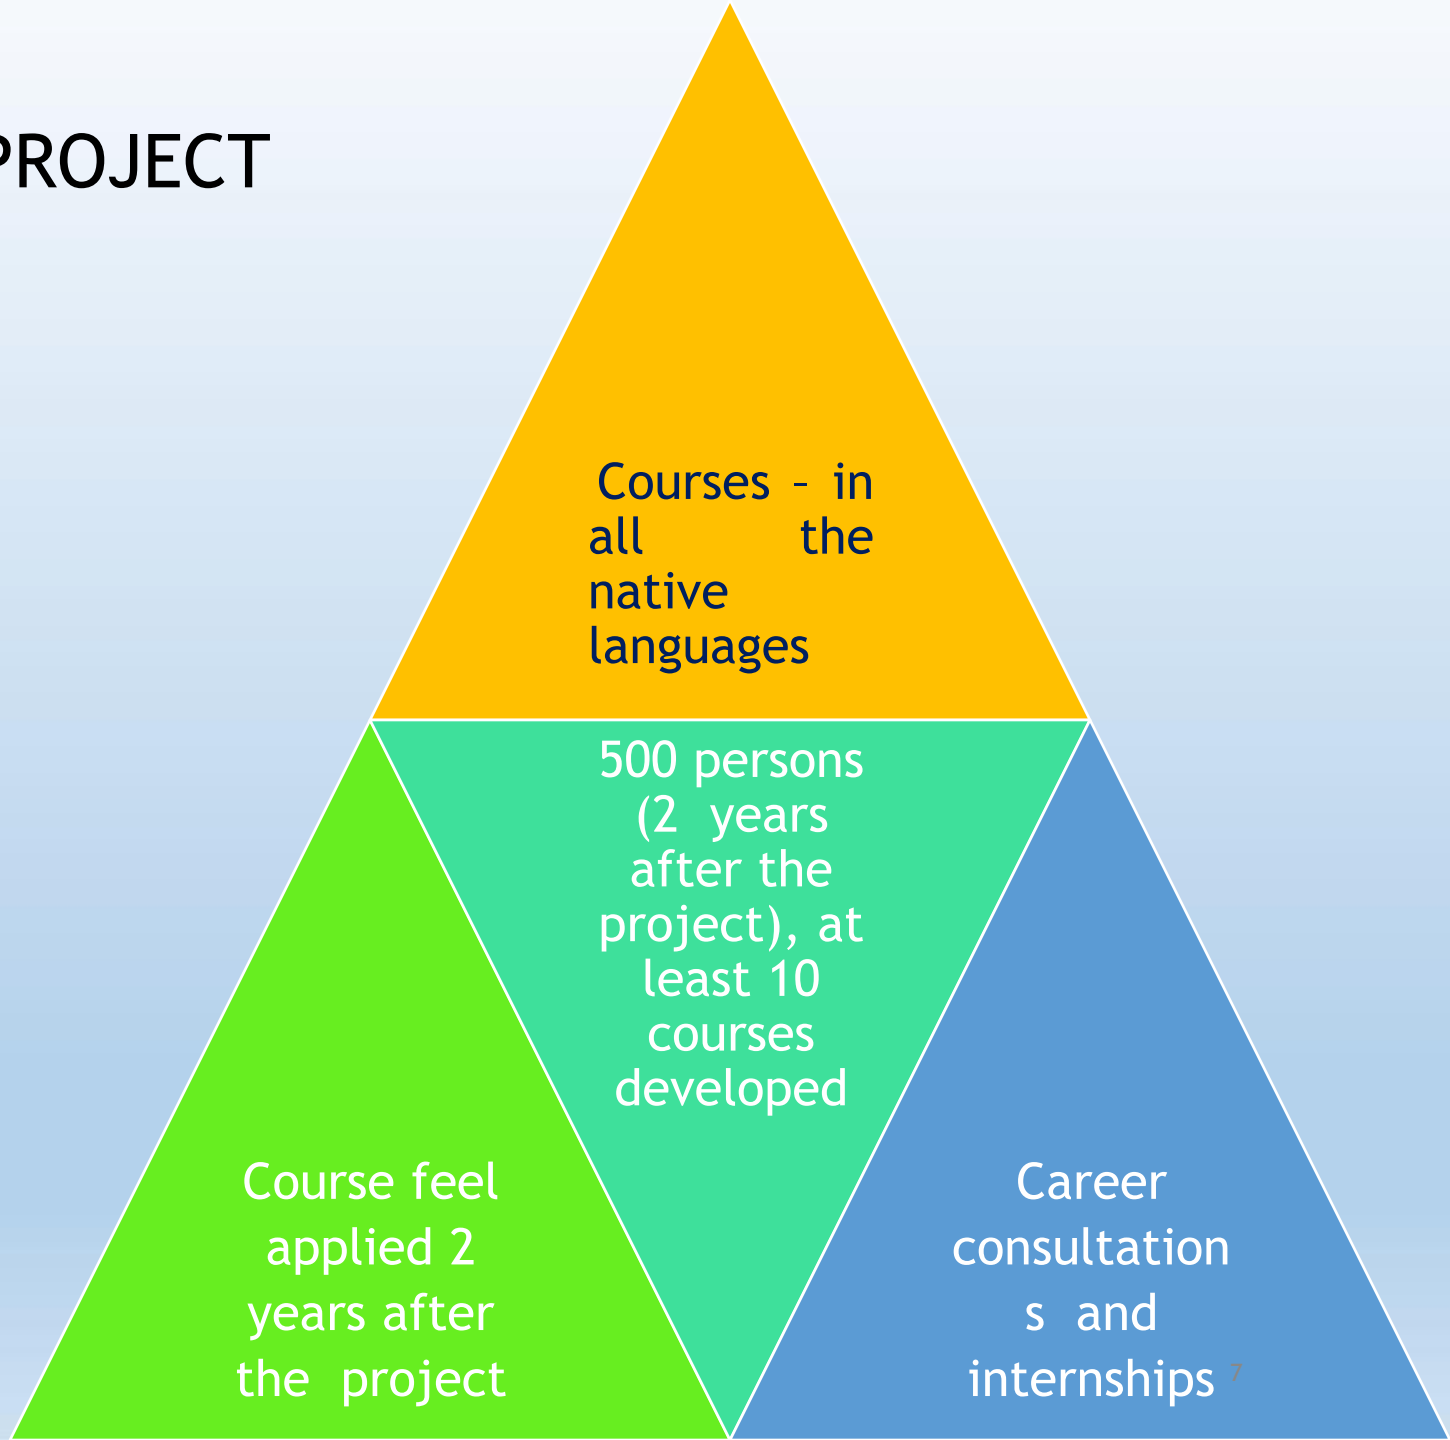 PROJECT
Courses – in
all the
native
languages
500 persons
(2 years
after the
project), at
least 10
courses
developed
Course feel
applied 2
years after
the project
Career
consultation
s and
internships
7